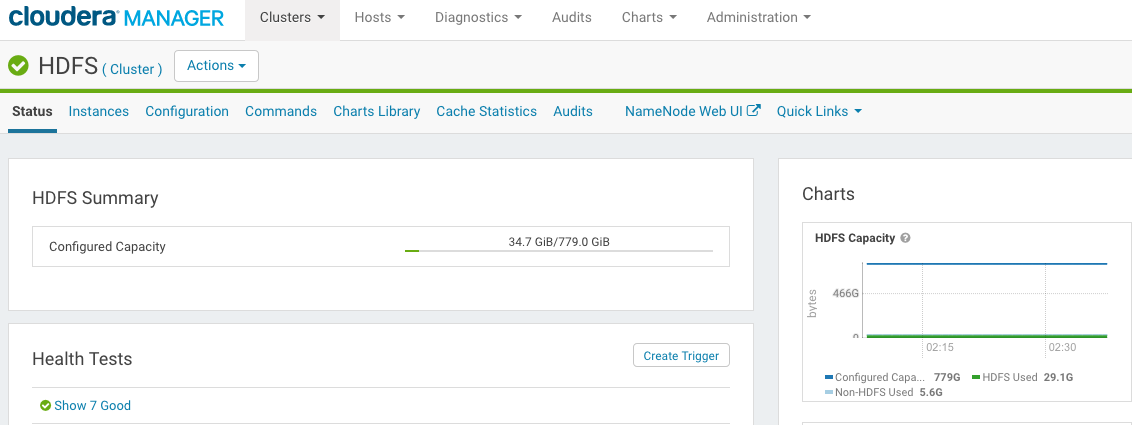 cloudera MANAGER Clusters Hosts Diagnostics Audits Charts Administration
HDFS ( Cluster ) Actions
Status Instances Configuration Commands Charts Library Cache Statistics Audits NameNode Web UI Quick Links
HDFS Summary
Configured Capacity 34.7 GiB/779.0 GiB
Health Tests Create Trigger
Show 7 Good
Charts
HDFS Capacity
bytes
466G
0
02:15 02:30
Configured Capa... 779G HDFS Used 29.1G
Non-HDFS Used 5.6G